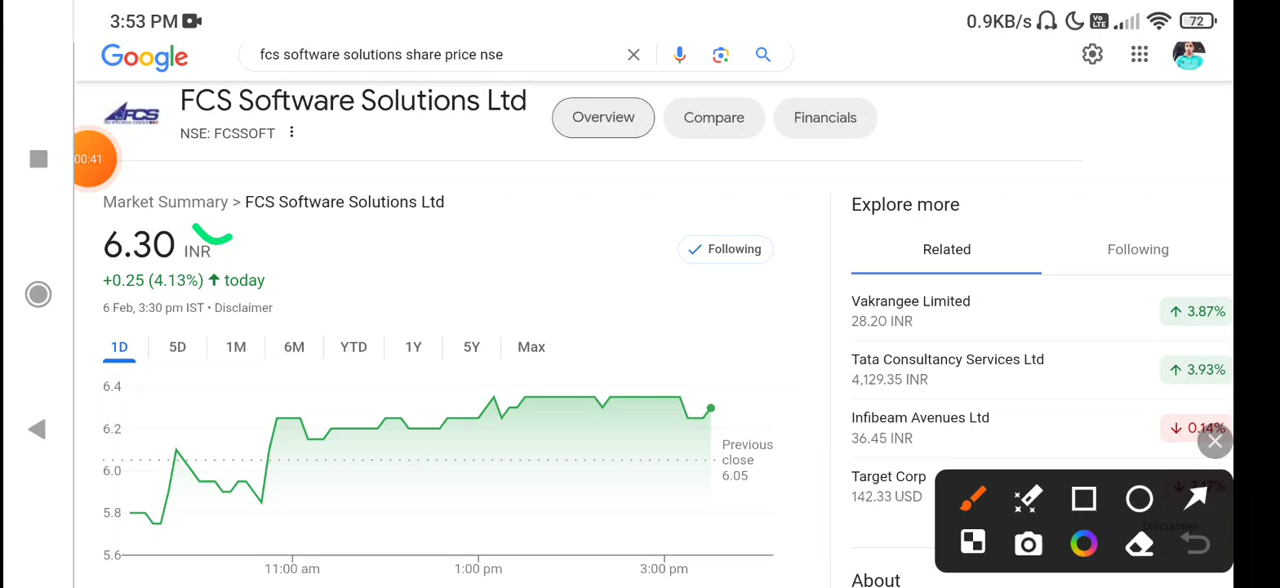 3:53 PM 0.9KB/s Vo LTE 72
Google fcs software solutions share price nse
FCS
FCS Software Solutions Ltd
NSE: FCSSOFT
Overview Compare Financials
00:41
Market Summary > FCS Software Solutions Ltd
6.30 INR
Following
+0.25 (4.13%) ↑ today
6 Feb, 3:30 pm IST • Disclaimer
1D 5D 1M 6M YTD 1Y 5Y Max
6.4
6.2
6.0
5.8
5.6
Previous
close
6.05
11:00 am 1:00 pm 3:00 pm
Explore more
Related Following
Vakrangee Limited
28.20 INR
↑ 3.87%
Tata Consultancy Services Ltd
4,129.35 INR
↑ 3.93%
Infibeam Avenues Ltd
36.45 INR
↓ 0.14%
Target Corp
142.33 USD
Disclaimer
About